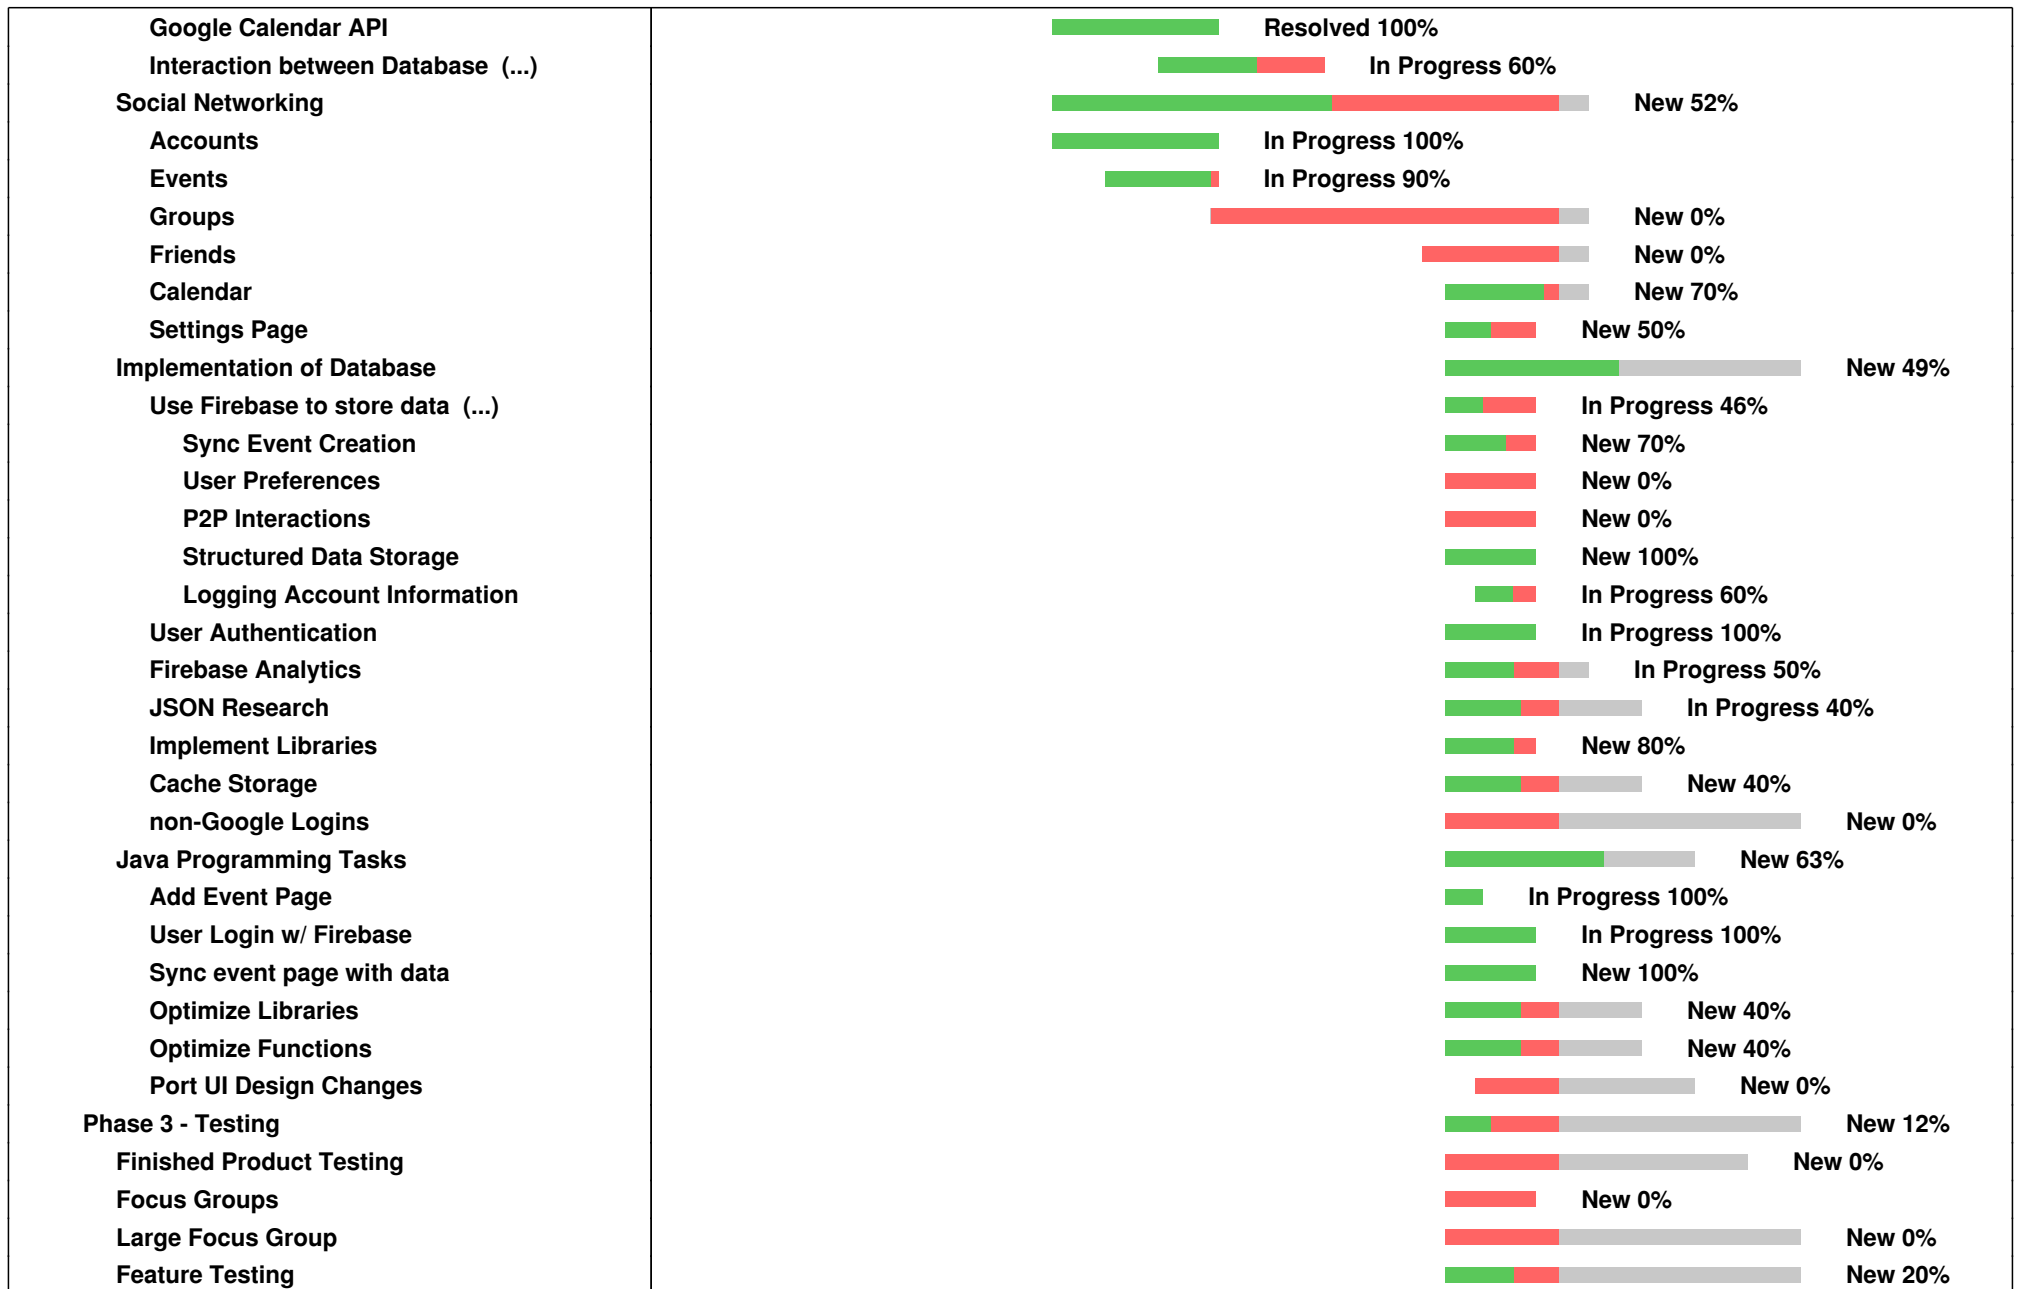 Google Calendar API Resolved 100%
Interaction between Database (...) In Progress 60%
Social Networking New 52%
Accounts In Progress 100%
Events In Progress 90%
Groups New 0%
Friends New 0%
Calendar New 70%
Settings Page New 50%
Implementation of Database New 49%
Use Firebase to store data (...) In Progress 46%
Sync Event Creation New 70%
User Preferences New 0%
P2P Interactions New 0%
Structured Data Storage New 100%
Logging Account Information In Progress 60%
User Authentication In Progress 100%
Firebase Analytics In Progress 50%
JSON Research In Progress 40%
Implement Libraries New 80%
Cache Storage New 40%
non-Google Logins New 0%
Java Programming Tasks New 63%
Add Event Page In Progress 100%
User Login w/ Firebase In Progress 100%
Sync event page with data New 100%
Optimize Libraries New 40%
Optimize Functions New 40%
Port UI Design Changes New 0%
Phase 3 - Testing New 12%
Finished Product Testing New 0%
Focus Groups New 0%
Large Focus Group New 0%
Feature Testing New 20%